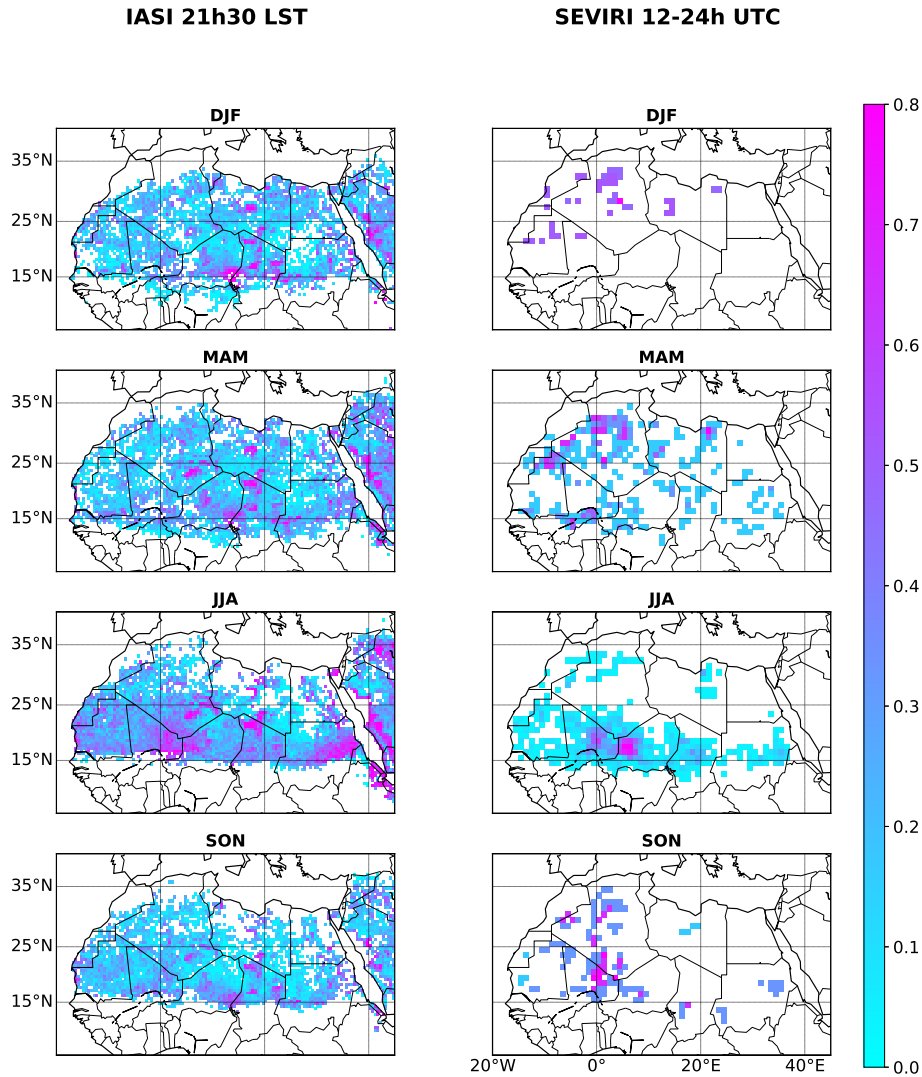 IASI 21h30 LST
SEVIRI 12-24h UTC
DJF
DJF
35°N
25°N
15°N
MAM
MAM
35°N
25°N
15°N
JJA
JJA
35°N
25°N
15°N
SON
SON
35°N
25°N
15°N
20°W
0°
20°E
40°E
0.8
0.7
0.6
0.5
0.4
0.3
0.2
0.1
0.0